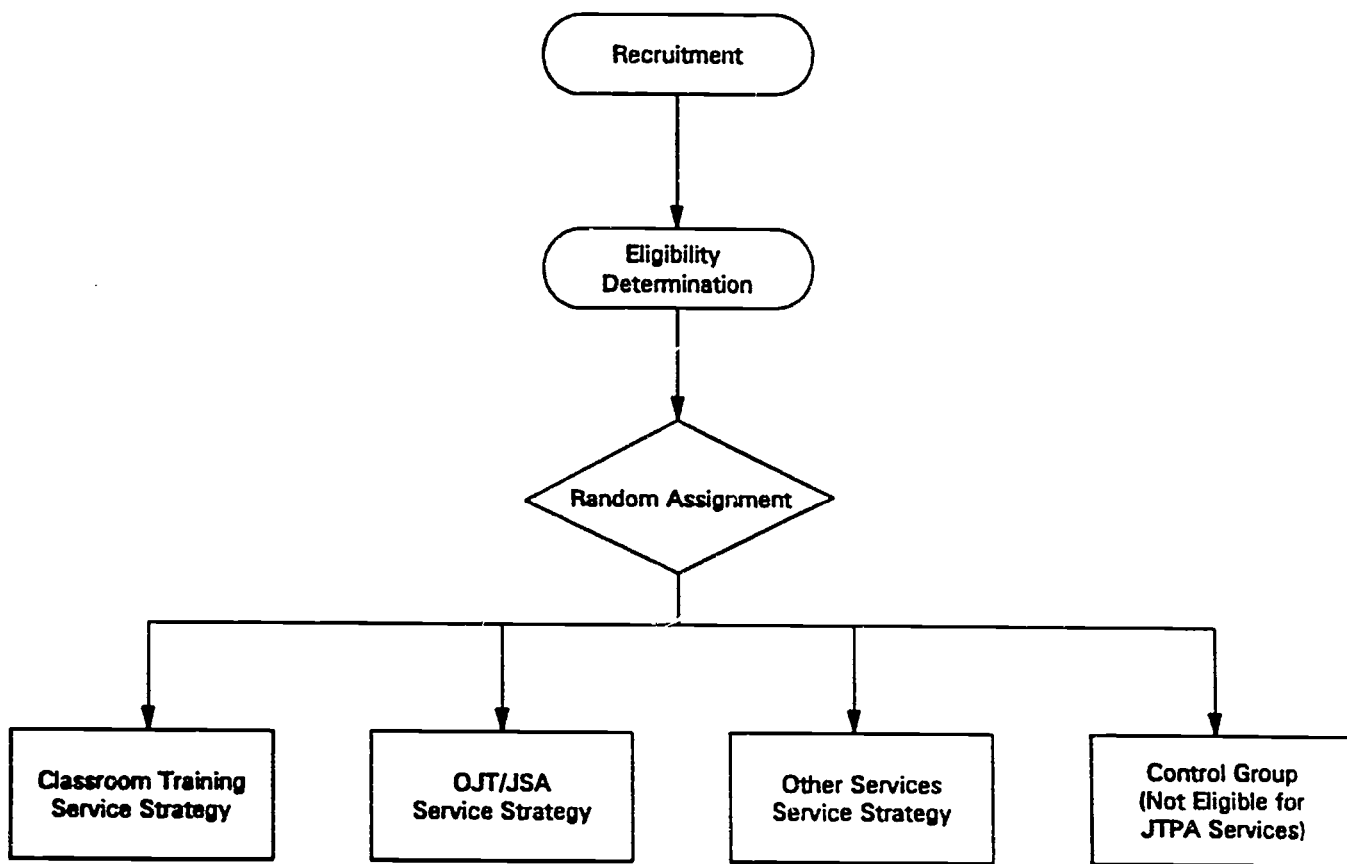 Recruitment
Eligibility
Determination
Random Assignment
Classroom Training
Service Strategy
OJT/JSA
Service Strategy
Other Services
Service Strategy
Control Group
(Not Eligible for
JTPA Services)